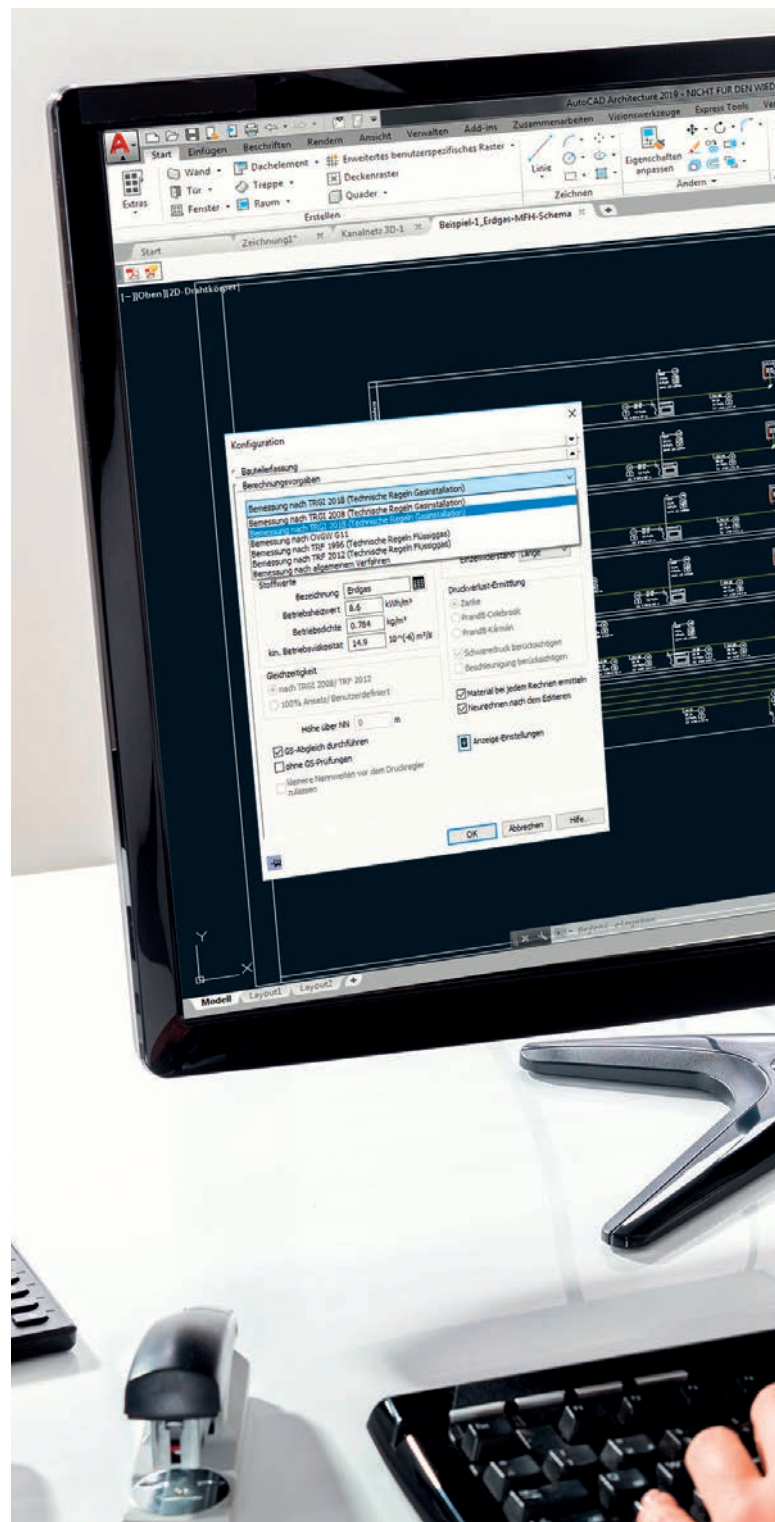 AutoCAD Architecture 2019 - NICHT FÜR DEN WIED
Start Einfügen Beschriften Rendern Ansicht Verwalten Add-ins Zusammenarbeiten Visionswerkzeuge Express Tools
Wand Dachelement Erweitertes benutzerspezifisches Raster
Tür Treppe Deckenraster
Fenster Raum Quader
Extras
Linie
Eigenschaften
anpassen
Erstellen
Zeichnen
Ändern
Start Zeichnung1* Kanalnetz 3D-1 Beispiel-1_Erdgas-MFH-Schema
[-][Oben][2D-Drahtkörper]
Konfiguration
Bauteilerfassung
Berechnungsvorgaben
Bemessung nach TRGI 2018 (Technische Regeln Gasinstallation)
Bemessung nach TRGI 2008 (Technische Regeln Gasinstallation)
Bemessung nach TRGI 2018 (Technische Regeln Gasinstallation)
Bemessung nach ÖVGW G11
Bemessung nach TRF 1996 (Technische Regeln Flüssiggas)
Bemessung nach TRF 2012 (Technische Regeln Flüssiggas)
Bemessung nach allgemeinem Verfahren
Einzelwiderstand Länge
Stoffwerte
Bezeichnung Erdgas
Betriebsheizwert 8.6 kWh/m³
Betriebsdichte 0.784 kg/m³
kin. Betriebsviskosität 14.9 10^(-6) m²/s
Druckverlust-Ermittlung
Zanke
Prandtl-Colebrook
Prandtl-Kármán
Schweredruck berücksichtigen
Beschleunigung berücksichtigen
Gleichzeitigkeit
nach TRGI 2008/ TRF 2012
100% Ansatz/ Benutzerdefiniert
Höhe über NN 0 m
GS-Abgleich durchführen
ohne GS-Prüfungen
kleinere Nennweiten vor dem Druckregler
zulassen
Material bei jedem Rechnen ermitteln
Neurechnen nach dem Editieren
Anzeige-Einstellungen
OK Abbrechen Hilfe...
Befehl eingeben
Y
X
Modell Layout1 Layout2 +